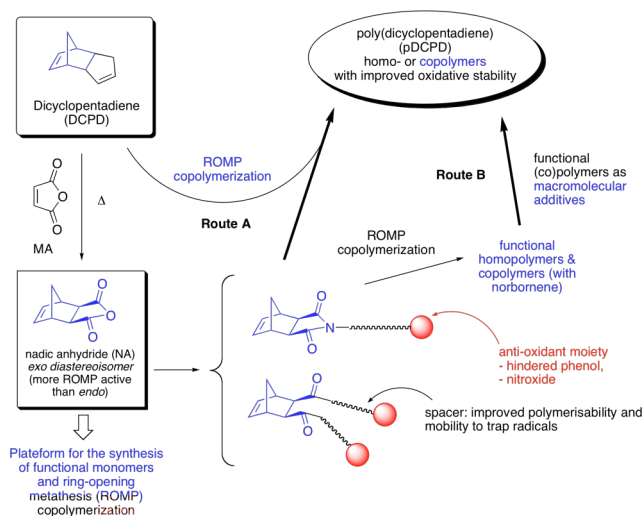 poly(dicyclopentadiene)
(pDCPD)
homo- or copolymers
with improved oxidative stability
Dicyclopentadiene
(DCPD)
ROMP
copolymerization
Route A
Route B
functional
(co)polymers as
macromolecular
additives
O
O
O
MA
Δ
ROMP
copolymerization
functional
homopolymers &
copolymers (with
norbornene)
O
O
O
nadic anhydride (NA)
exo diastereoisomer
(more ROMP active
than endo)
O
N
O
anti-oxidant moiety
- hindered phenol,
- nitroxide
O
O
spacer: improved polymerisability and
mobility to trap radicals
Plateform for the synthesis
of functional monomers
and ring-opening
metathesis (ROMP)
copolymerization